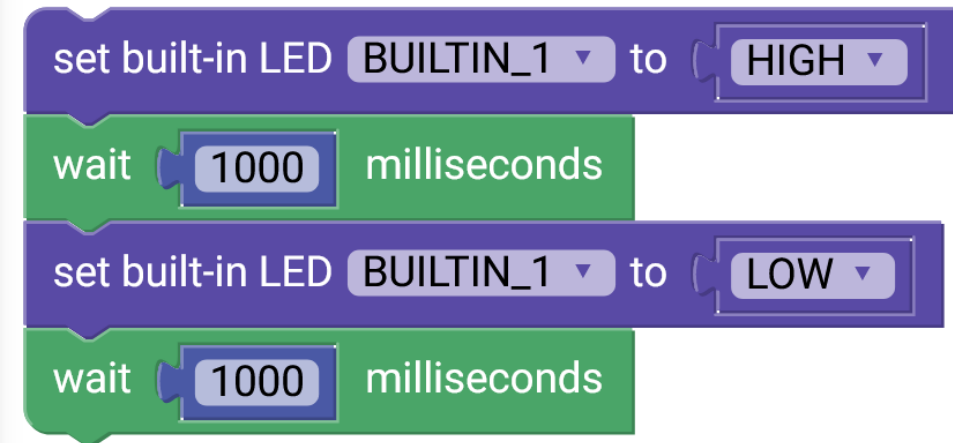 set built-in LED BUILTIN_1 to HIGH
wait 1000 milliseconds
set built-in LED BUILTIN_1 to LOW
wait 1000 milliseconds